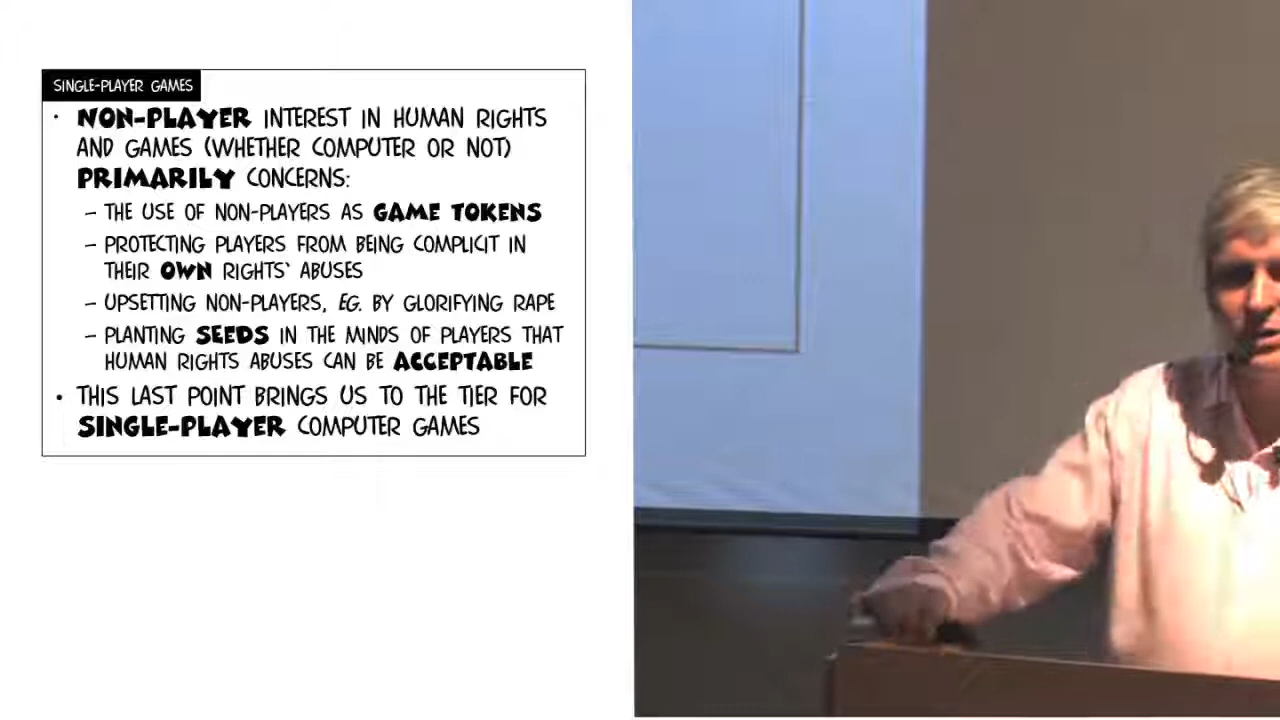 SINGLE-PLAYER GAMES
• NON-PLAYER INTEREST IN HUMAN RIGHTS
AND GAMES (WHETHER COMPUTER OR NOT)
PRIMARILY CONCERNS:
– THE USE OF NON-PLAYERS AS GAME TOKENS
– PROTECTING PLAYERS FROM BEING COMPLICIT IN
THEIR OWN RIGHTS' ABUSES
– UPSETTING NON-PLAYERS, EG. BY GLORIFYING RAPE
– PLANTING SEEDS IN THE MINDS OF PLAYERS THAT
HUMAN RIGHTS ABUSES CAN BE ACCEPTABLE
• THIS LAST POINT BRINGS US TO THE TIER FOR
SINGLE-PLAYER COMPUTER GAMES